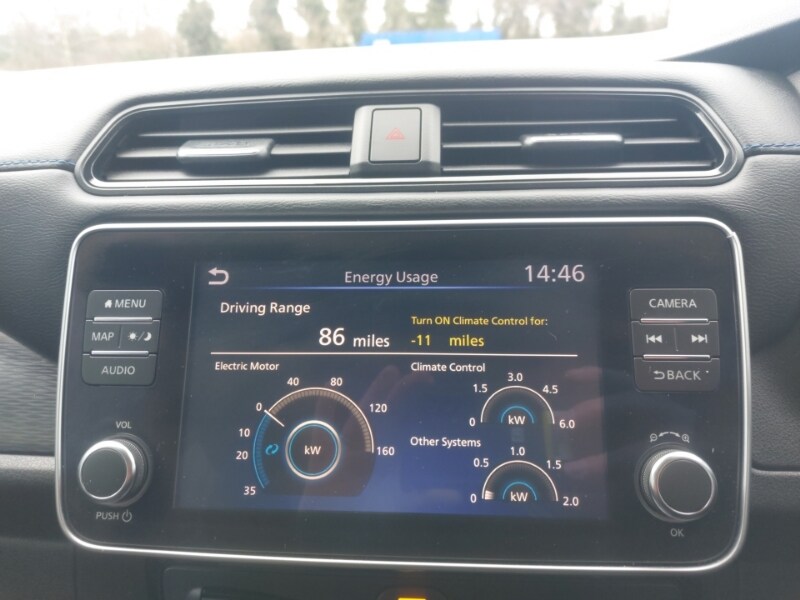 Energy Usage 14:46
MENU
MAP
AUDIO
VOL
PUSH
Driving Range
86 miles
Turn ON Climate Control for:
-11 miles
Electric Motor
0 40 80 120 160
10 20 35
kW
Climate Control
0 1.5 3.0 4.5 6.0
kW
Other Systems
0 0.5 1.0 1.5 2.0
kW
CAMERA
BACK
OK